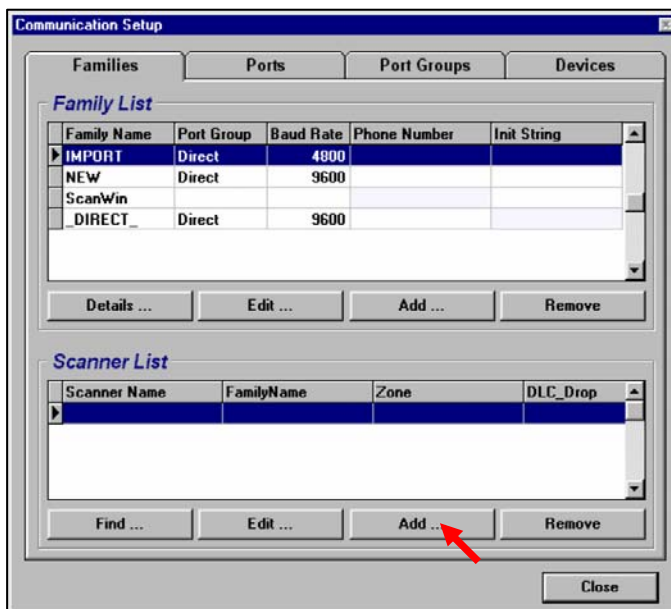 Communication Setup
Families Ports Port Groups Devices
Family List
Family Name Port Group Baud Rate Phone Number Init String
IMPORT Direct 4800
NEW Direct 9600
ScanWin
_DIRECT_ Direct 9600
Details ... Edit ... Add ... Remove
Scanner List
Scanner Name FamilyName Zone DLC_Drop
Find ... Edit ... Add ... Remove
Close